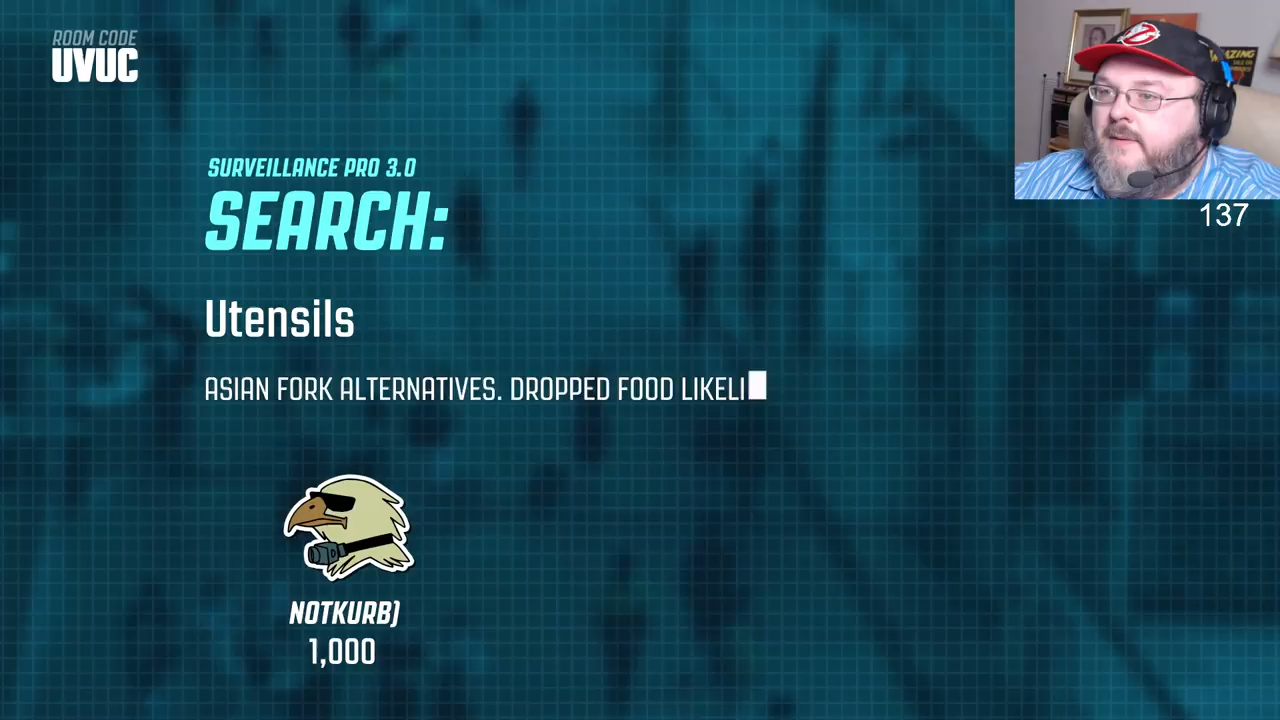 ROOM CODE
UVUC
SURVEILLANCE PRO 3.0
SEARCH:
Utensils
ASIAN FORK ALTERNATIVES. DROPPED FOOD LIKELI
NOTKURBJ
1,000
AMAZING
137